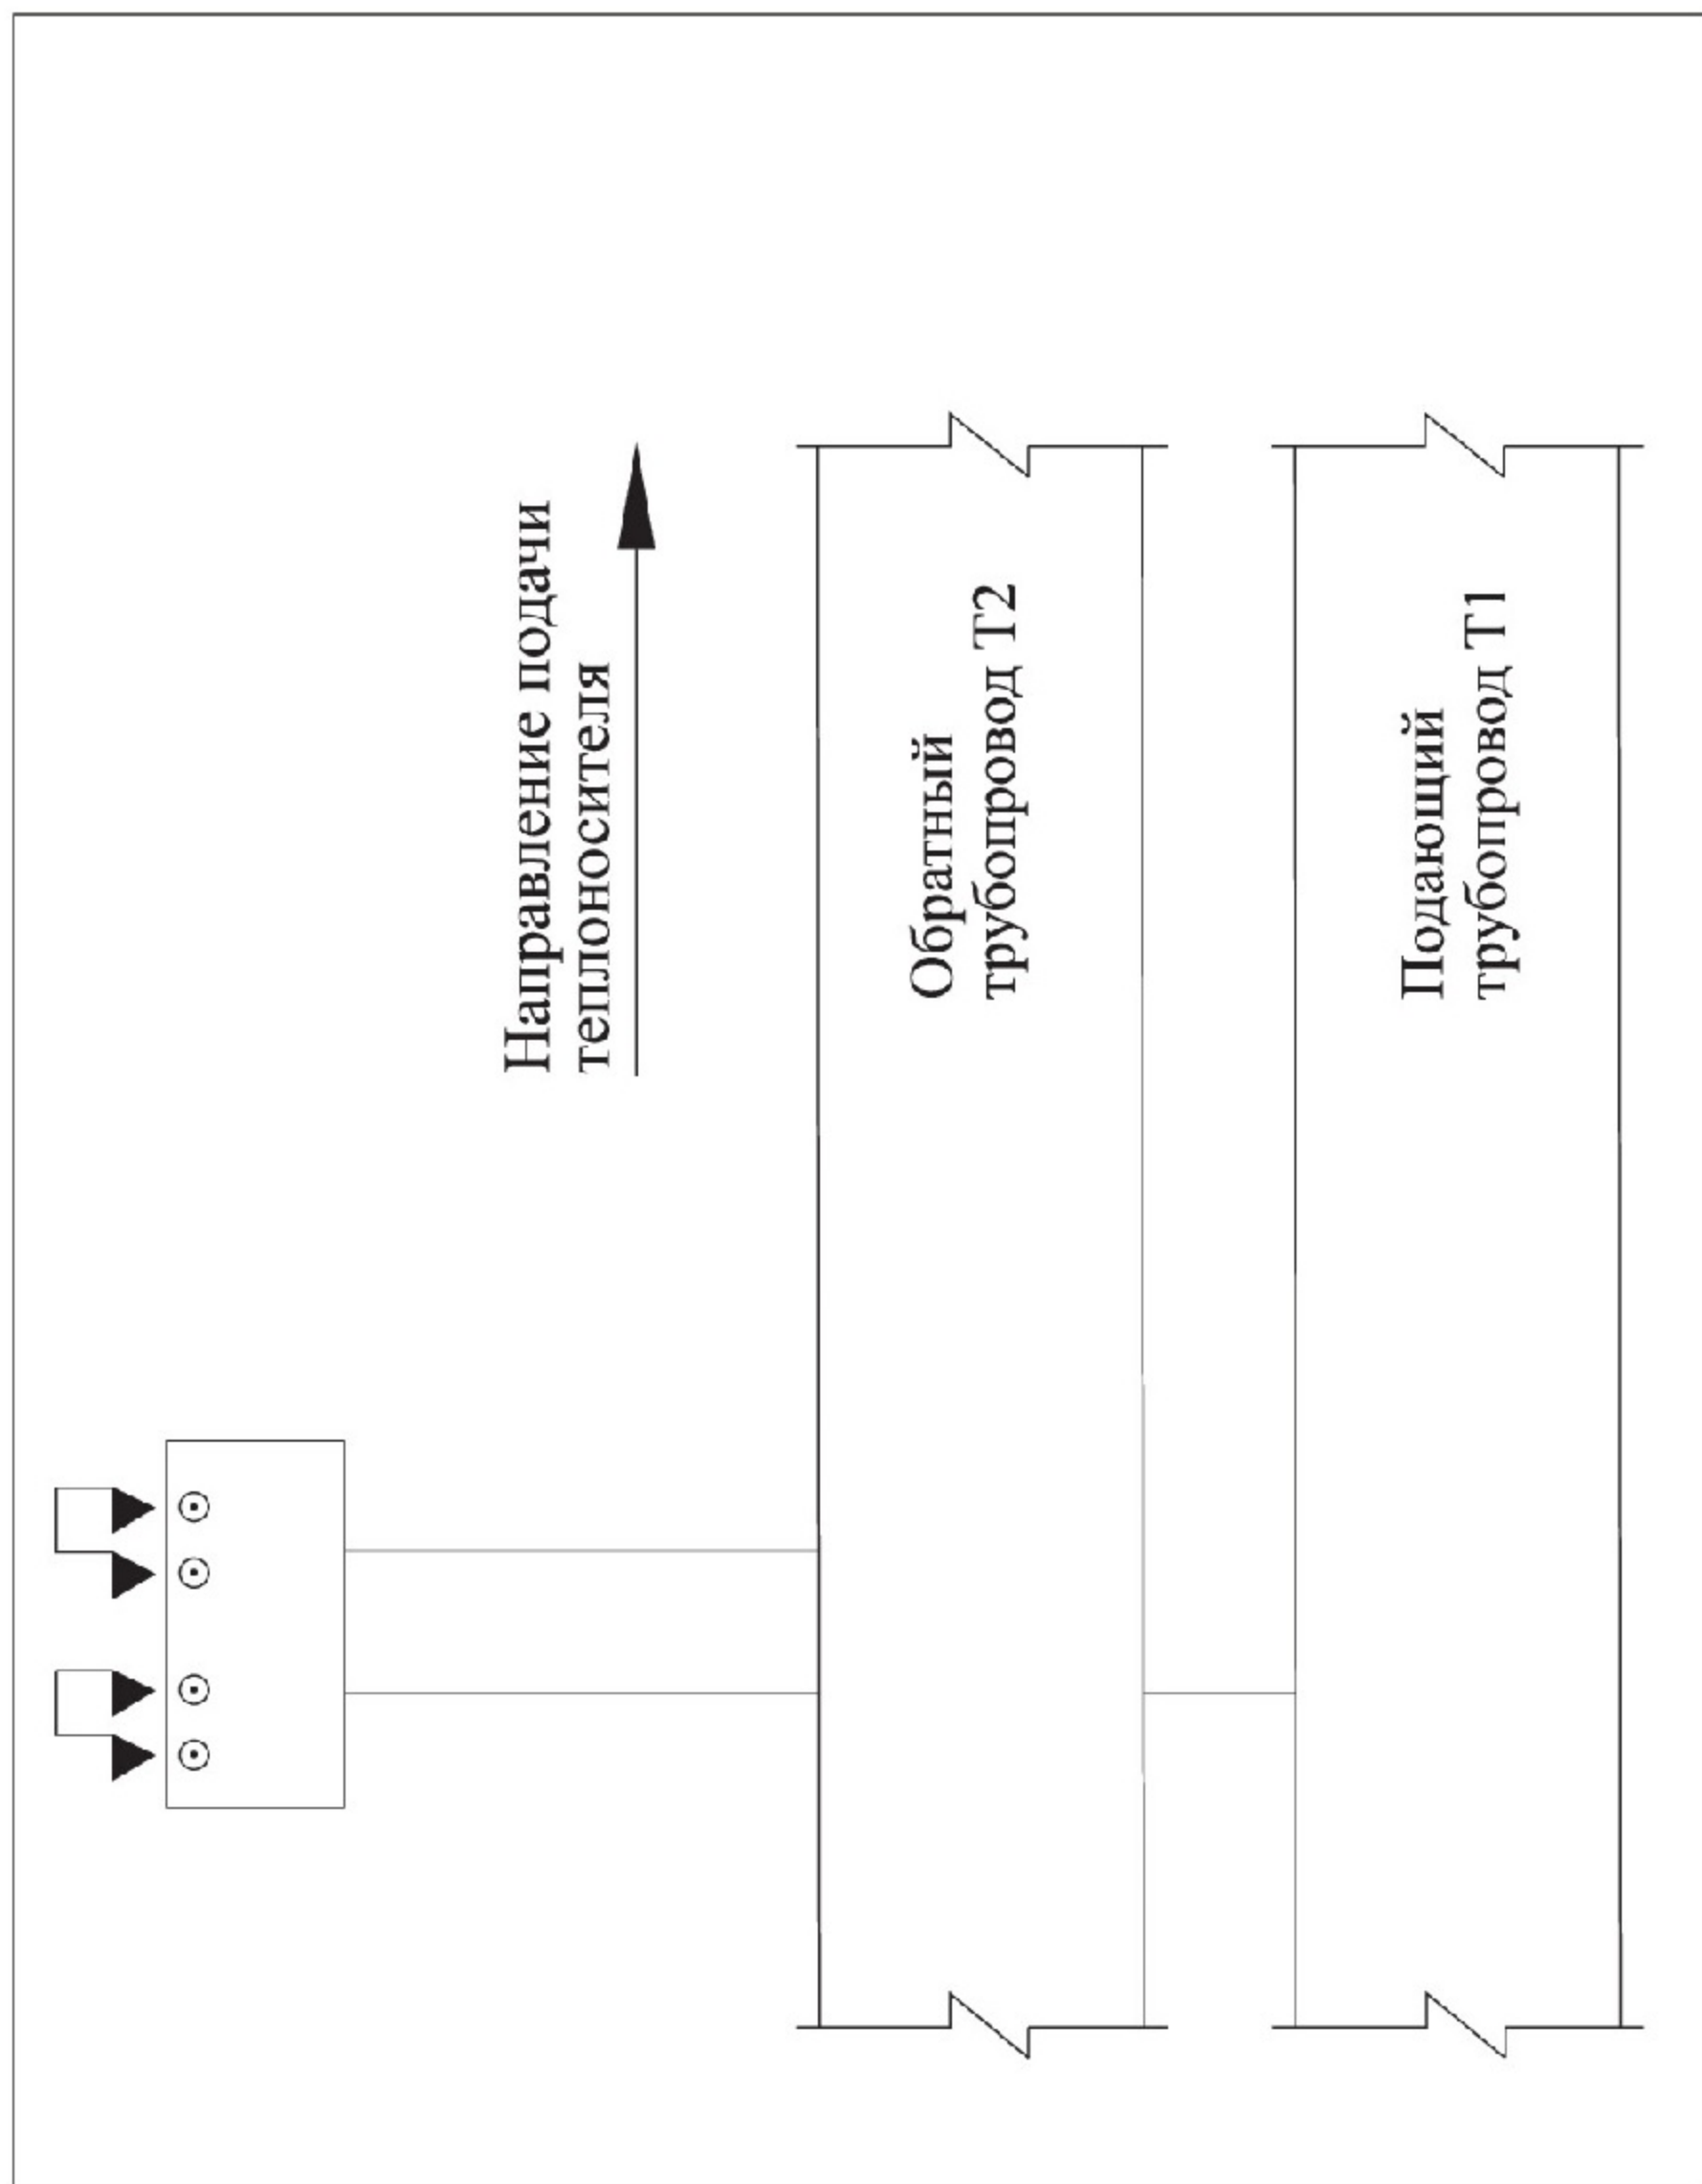 Направление подачи
теплоносителя
Обратный
трубопровод Т2
Подающий
трубопровод Т1